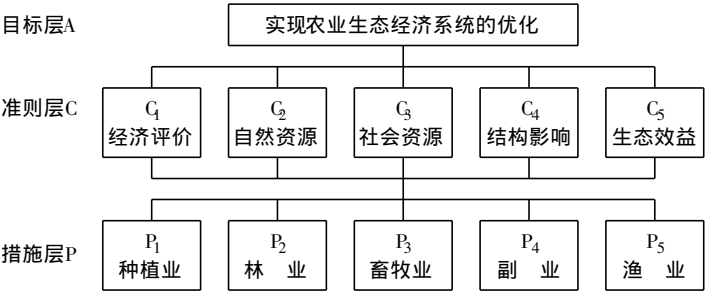 目标层A 实现农业生态经济系统的优化
准则层C
C1 C2 C3 C4 C5
经济评价 自然资源 社会资源 结构影响 生态效益
措施层P
P1 P2 P3 P4 P5
种植业 林 业 畜牧业 副 业 渔 业